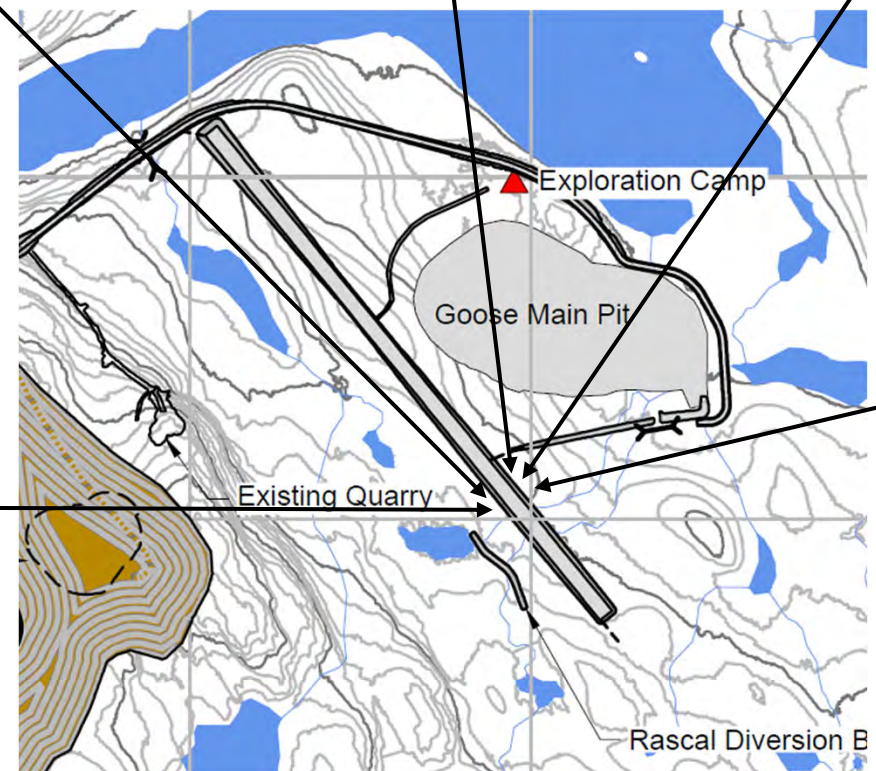 Exploration Camp
Goose Main Pit
Existing Quarry
Rascal Diversion B